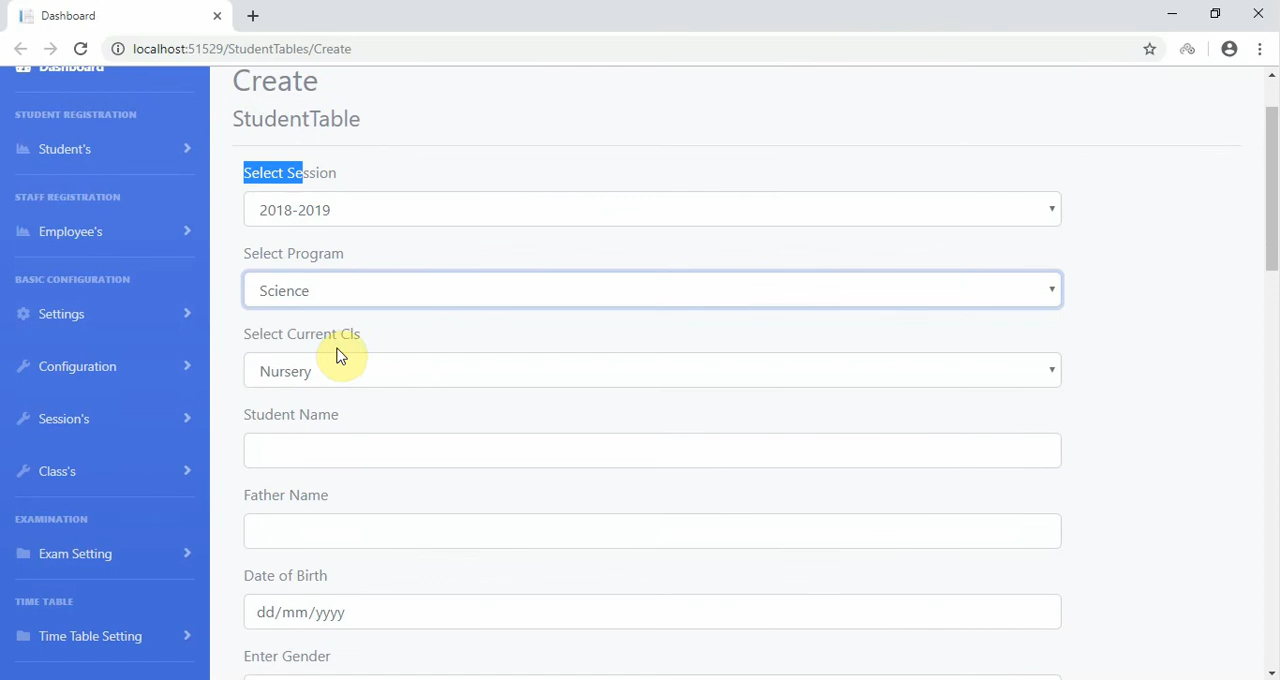 Dashboard
localhost:51529/StudentTables/Create
Dashboard
STUDENT REGISTRATION
Student's
STAFF REGISTRATION
Employee's
BASIC CONFIGURATION
Settings
Configuration
Session's
Class's
EXAMINATION
Exam Setting
TIME TABLE
Time Table Setting
Create
StudentTable
Select Session
2018-2019
Select Program
Science
Select Current Cls
Nursery
Student Name
Father Name
Date of Birth
dd/mm/yyyy
Enter Gender